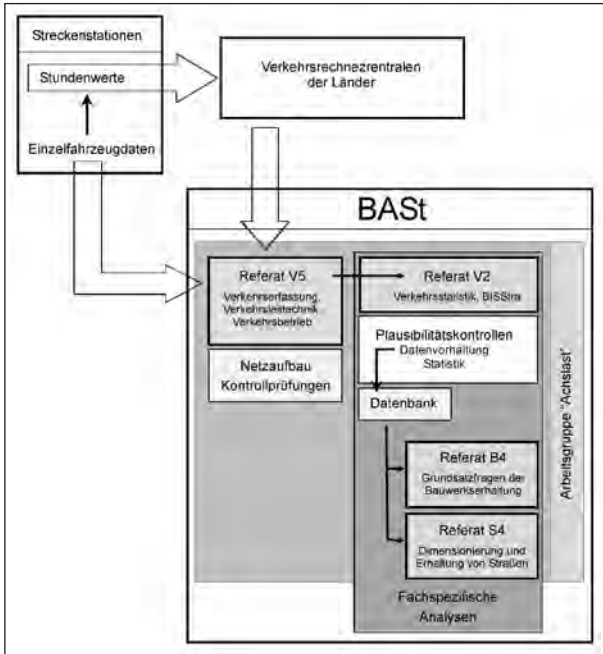 Streckenstationen
Stundenwerte
Einzelfahrzeugdaten
Verkehrsrechnezentralen
der Länder
BASt
Referat V5
Verkehrserfassung,
Verkehrsleittechnik
Verkehrsbetrieb
Netzaufbau
Kontrollprüfungen
Referat V2
Verkehrsstatistik, BISStra
Plausibilitätskontrollen
Datenvorhaltung
Statistik
Datenbank
Referat B4
Grundsatzfragen der
Bauwerkserhaltung
Referat S4
Dimensionierung und
Erhaltung von Straßen
Fachspezifische
Analysen
Arbeitsgruppe "Achslast"